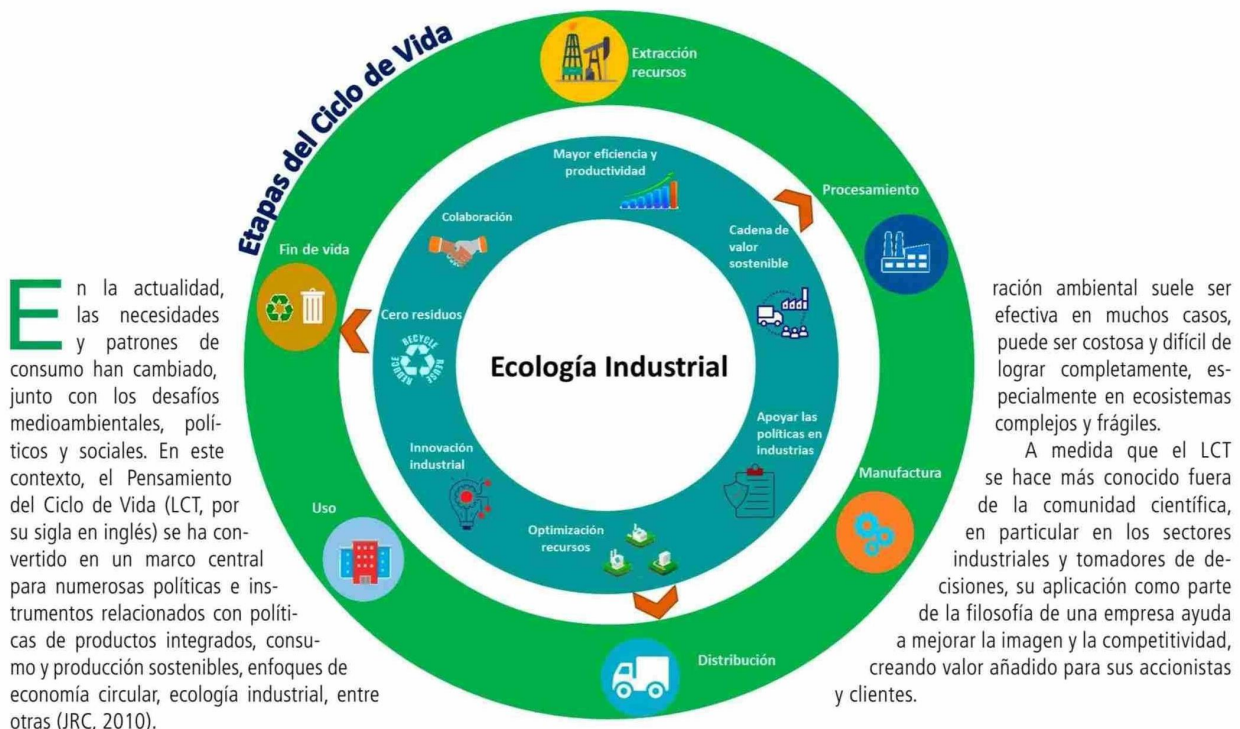 Etapas del Ciclo de Vida
Extracción
recursos
Procesamiento
Manufactura
Distribución
Uso
Fin de vida
Mayor eficiencia y
productividad
Cadena de
valor
sostenible
Apoyar las
políticas en
industrias
Optimización
recursos
Innovación
industrial
Cero residuos
RECYCLE
REUSE
REDUCE
Colaboración
Ecología Industrial
En la actualidad,
las necesidades
y patrones de
consumo han cambiado,
junto con los desafíos
medioambientales, polí-
ticos y sociales. En este
contexto, el Pensamiento
del Ciclo de Vida (LCT, por
su sigla en inglés) se ha con-
vertido en un marco central
para numerosas políticas e ins-
trumentos relacionados con políti-
cas de productos integrados, consu-
mo y producción sostenibles, enfoques de
economía circular, ecología industrial, entre
otras (JRC, 2010).
ración ambiental suele ser
efectiva en muchos casos,
puede ser costosa y difícil de
lograr completamente, es-
pecialmente en ecosistemas
complejos y frágiles.
A medida que el LCT
se hace más conocido fuera
de la comunidad científica,
en particular en los sectores
industriales y tomadores de de-
cisiones, su aplicación como parte
de la filosofía de una empresa ayuda
a mejorar la imagen y la competitividad,
creando valor añadido para sus accionistas
y clientes.